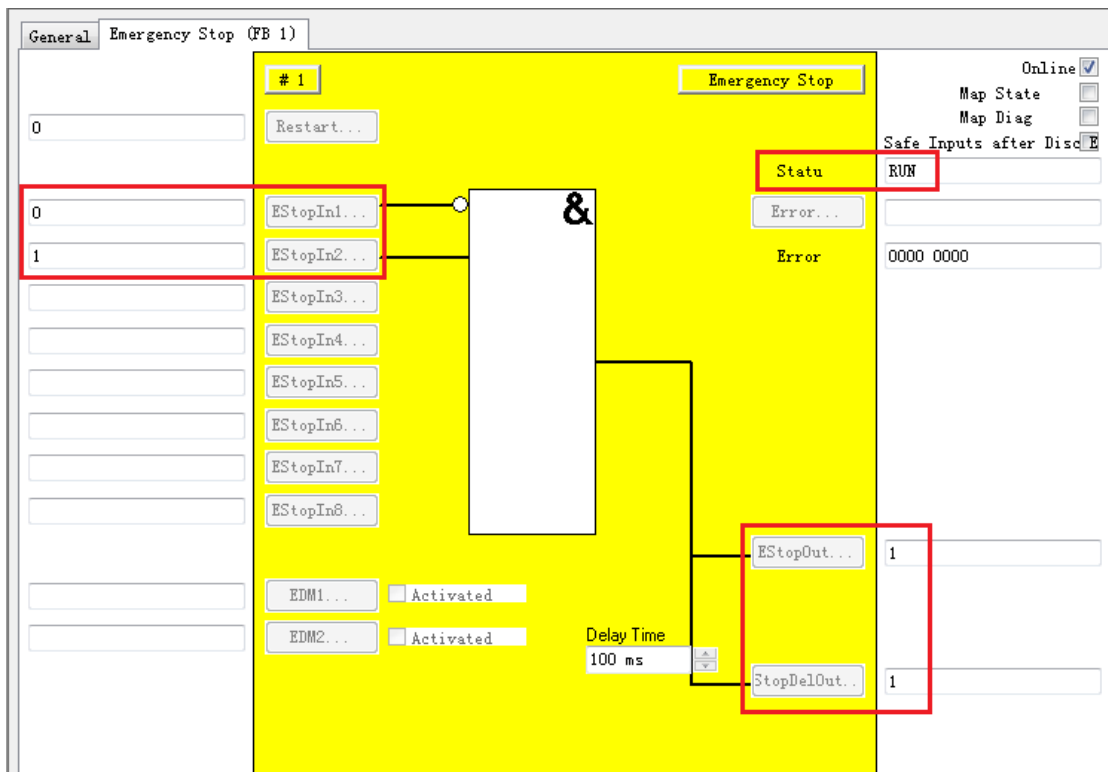 General
Emergency Stop (FB 1)
# 1
Emergency Stop
Online
Map State
Map Diag
Safe Inputs after Disc E
0
Restart...
Statu
RUN
0
EStopIn1...
&
Error...
1
EStopIn2...
Error
0000 0000
EStopIn3...
EStopIn4...
EStopIn5...
EStopIn6...
EStopIn7...
EStopIn8...
EStopOut...
1
EDM1...
Activated
EDM2...
Activated
Delay Time
100 ms
StopDelOut..
1